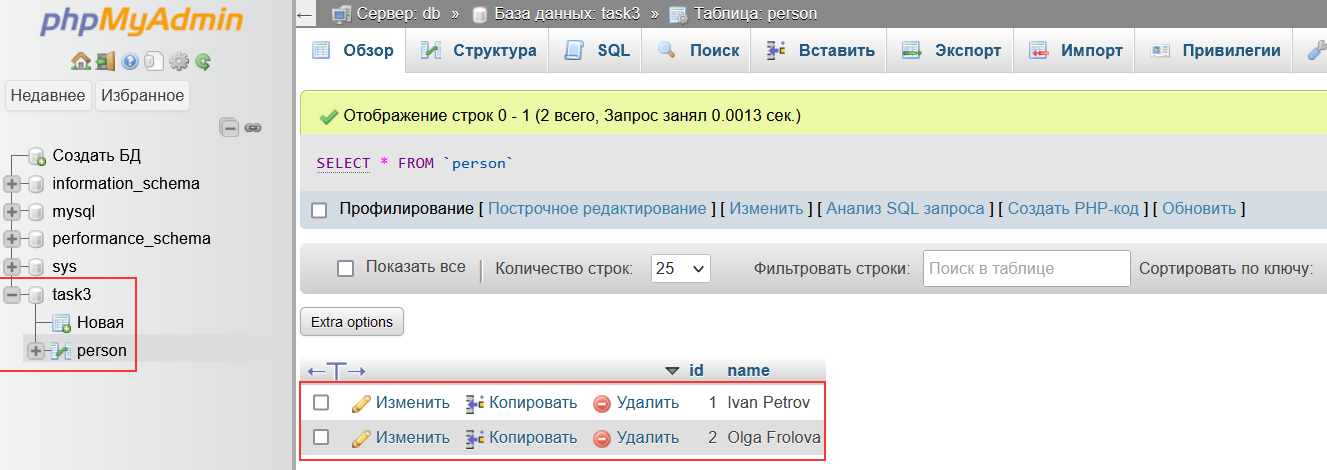 phpMyAdmin
Недавнее Избранное
Создать БД
information_schema
mysql
performance_schema
sys
task3
Новая
person
Сервер: db » База данных: task3 » Таблица: person
Обзор Структура SQL Поиск Вставить Экспорт Импорт Привилегии
Отображение строк 0 - 1 (2 всего, Запрос занял 0.0013 сек.)
SELECT * FROM `person`
Профилирование [ Построчное редактирование ] [ Изменить ] [ Анализ SQL запроса ] [ Создать PHP-код ] [ Обновить ]
Показать все Количество строк: 25 Фильтровать строки: Поиск в таблице Сортировать по ключу:
Extra options
←T→ id name
Изменить Копировать Удалить 1 Ivan Petrov
Изменить Копировать Удалить 2 Olga Frolova